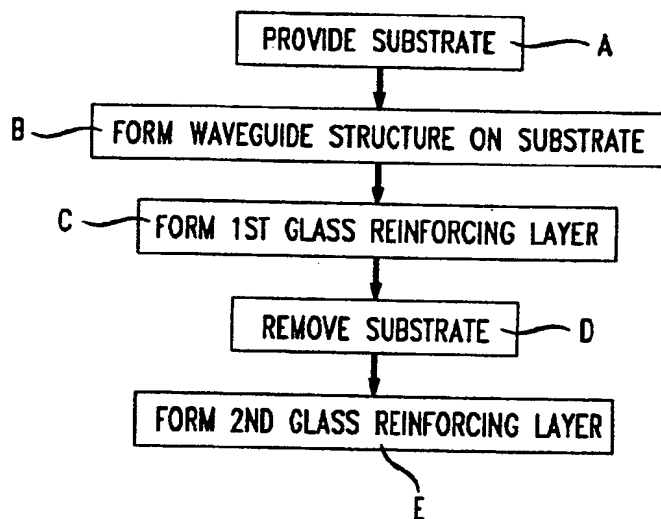 PROVIDE SUBSTRATE
A
B
FORM WAVEGUIDE STRUCTURE ON SUBSTRATE
C
FORM 1ST GLASS REINFORCING LAYER
REMOVE SUBSTRATE
D
FORM 2ND GLASS REINFORCING LAYER
E